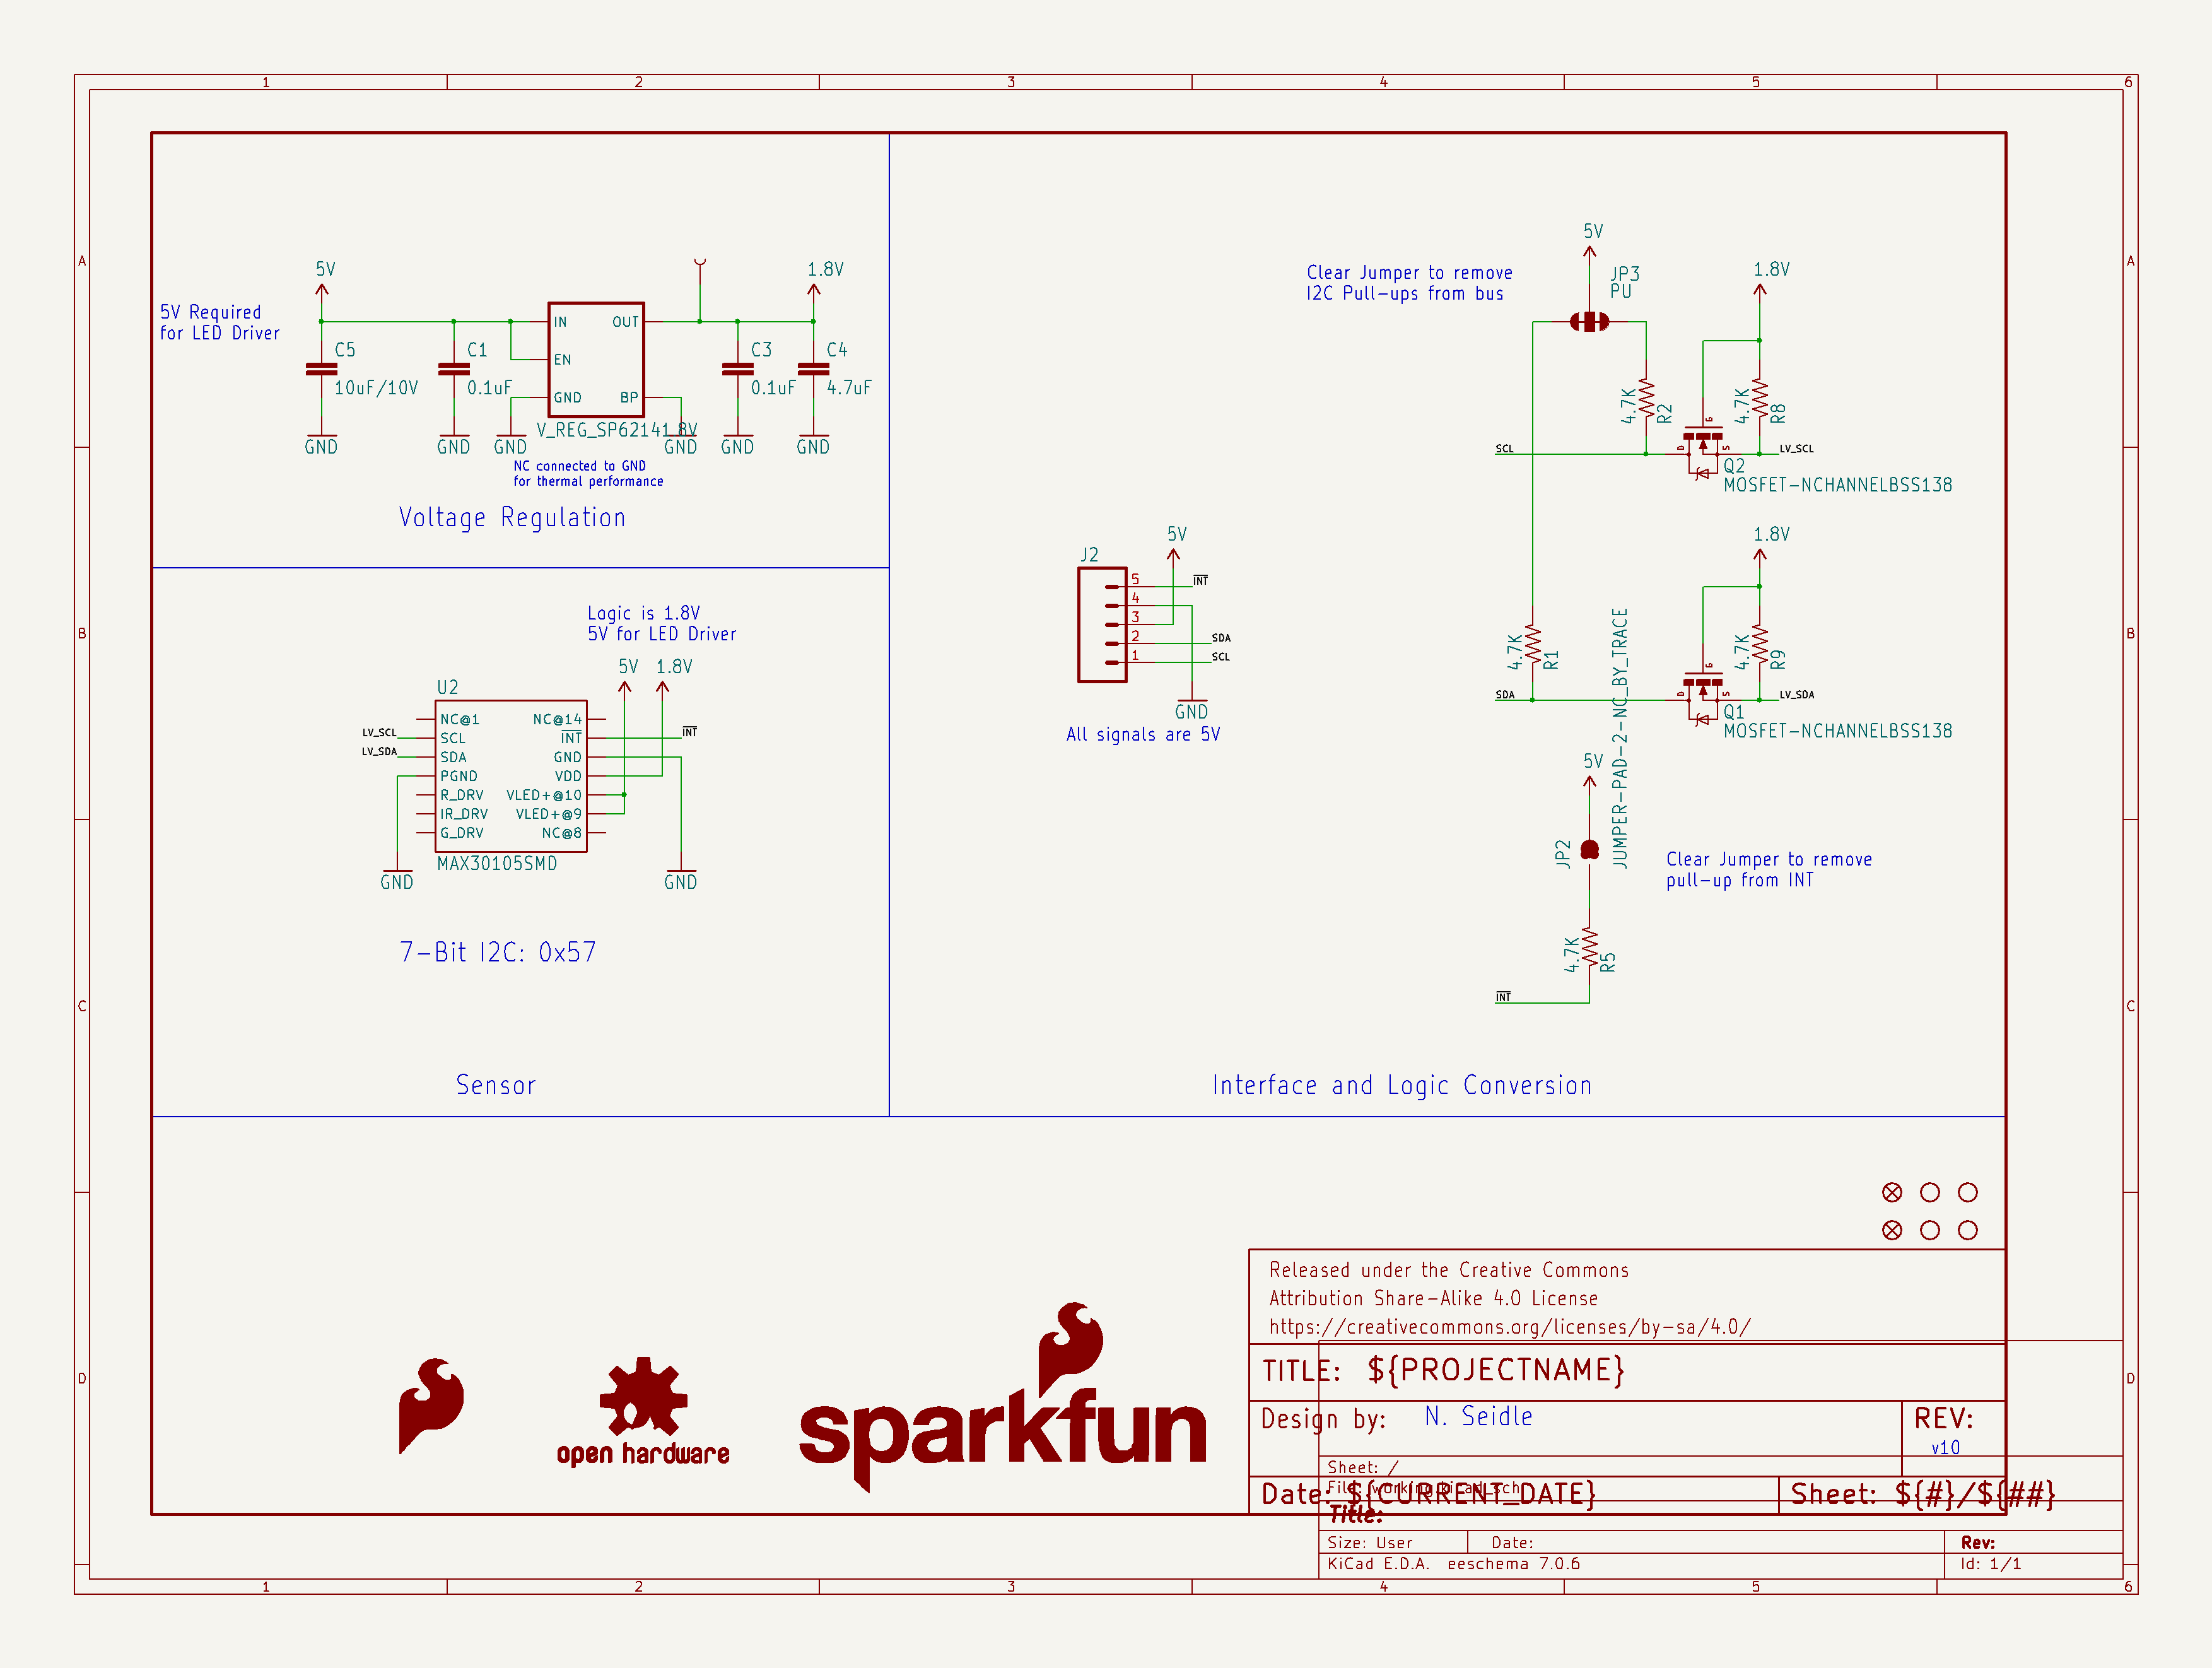 1 2 3 4 5 6
A
B
C
D
A
B
C
D
5V
1.8V
5V Required
for LED Driver
IN
OUT
EN
GND
BP
C5
10uF/10V
C1
0.1uF
C3
0.1uF
C4
4.7uF
V_REG_SP62141.8V
GND
GND
GND
GND
GND
GND
NC connected to GND
for thermal performance
Voltage Regulation
Logic is 1.8V
5V for LED Driver
5V
1.8V
U2
LV_SCL
LV_SDA
NC@1
SCL
SDA
PGND
R_DRV
IR_DRV
G_DRV
NC@14
INT
GND
VDD
VLED+@10
VLED+@9
NC@8
INT
MAX30105SMD
GND
GND
7-Bit I2C: 0x57
Sensor
J2
5V
5
4
3
2
1
INT
SDA
SCL
GND
All signals are 5V
Clear Jumper to remove
I2C Pull-ups from bus
5V
JP3
PU
1.8V
4.7K
R2
4.7K
R8
SCL
D
G
S
LV_SCL
Q2
MOSFET-NCHANNELBSS138
1.8V
4.7K
R1
4.7K
R9
SDA
D
G
S
LV_SDA
Q1
MOSFET-NCHANNELBSS138
5V
JP2
JUMPER-PAD-2-NC_BY_TRACE
Clear Jumper to remove
pull-up from INT
4.7K
R5
INT
Interface and Logic Conversion
open hardware
sparkfun
Released under the Creative Commons
Attribution Share-Alike 4.0 License
https://creativecommons.org/licenses/by-sa/4.0/
TITLE: ${PROJECTNAME}
Design by: N. Seidle
REV:
v10
Sheet: /
File: working.kicad_sch
Date: ${CURRENT_DATE}
Sheet: ${#}/${##}
Title:
Size: User
Date:
Rev:
KiCad E.D.A. eeschema 7.0.6
Id: 1/1
1 2 3 4 5 6